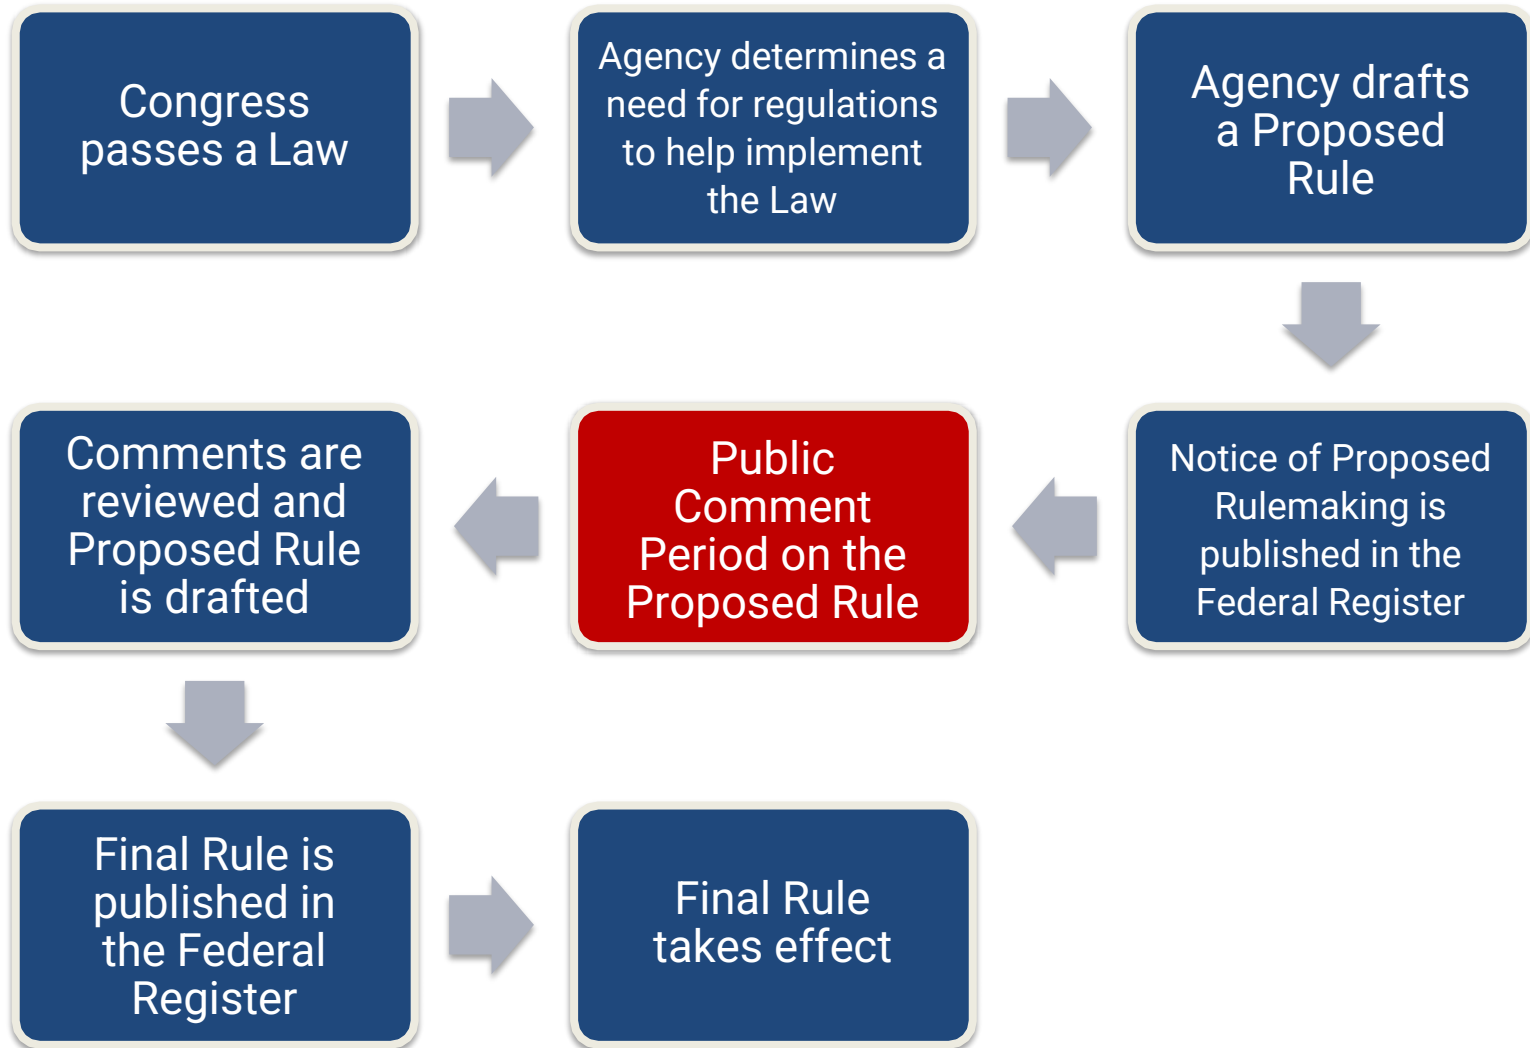 Congress
passes a Law
Agency determines a
need for regulations
to help implement
the Law
Agency drafts
a Proposed
Rule
Notice of Proposed
Rulemaking is
published in the
Federal Register
Public
Comment
Period on the
Proposed Rule
Comments are
reviewed and
Proposed Rule
is drafted
Final Rule is
published in
the Federal
Register
Final Rule
takes effect